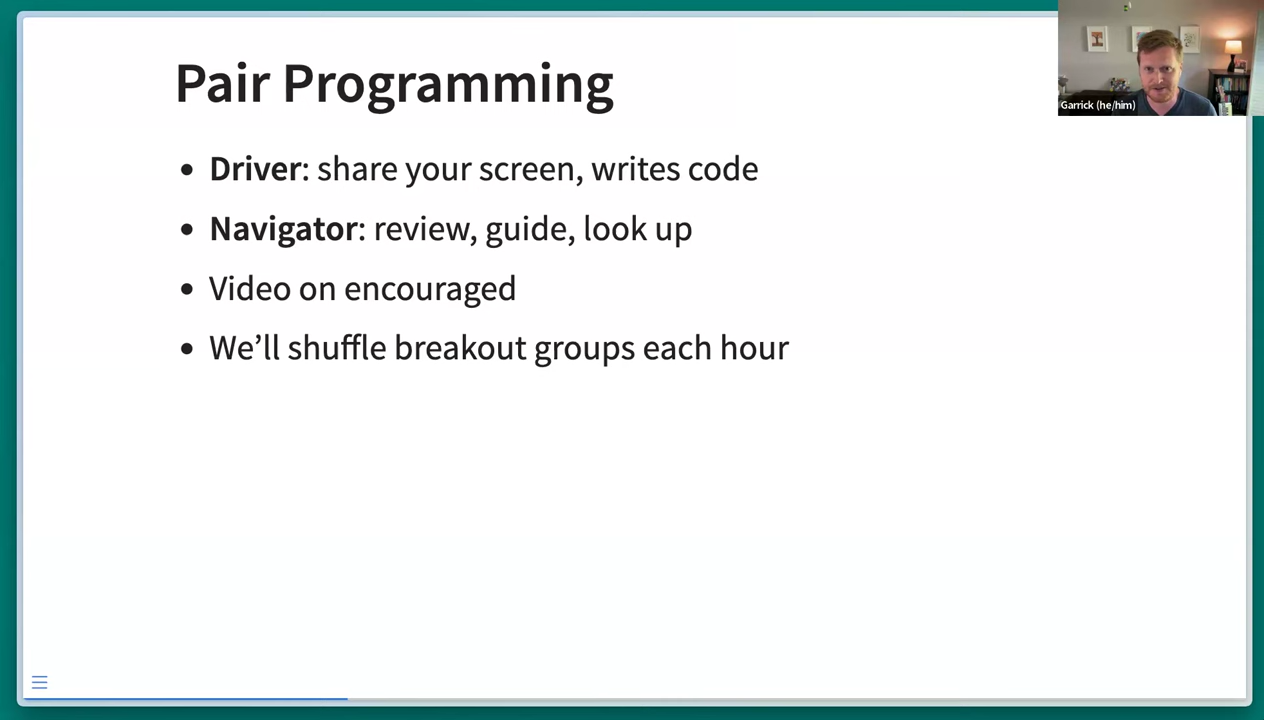 Pair Programming
• Driver: share your screen, writes code
• Navigator: review, guide, look up
• Video on encouraged
• We’ll shuffle breakout groups each hour
Garrick (he/him)